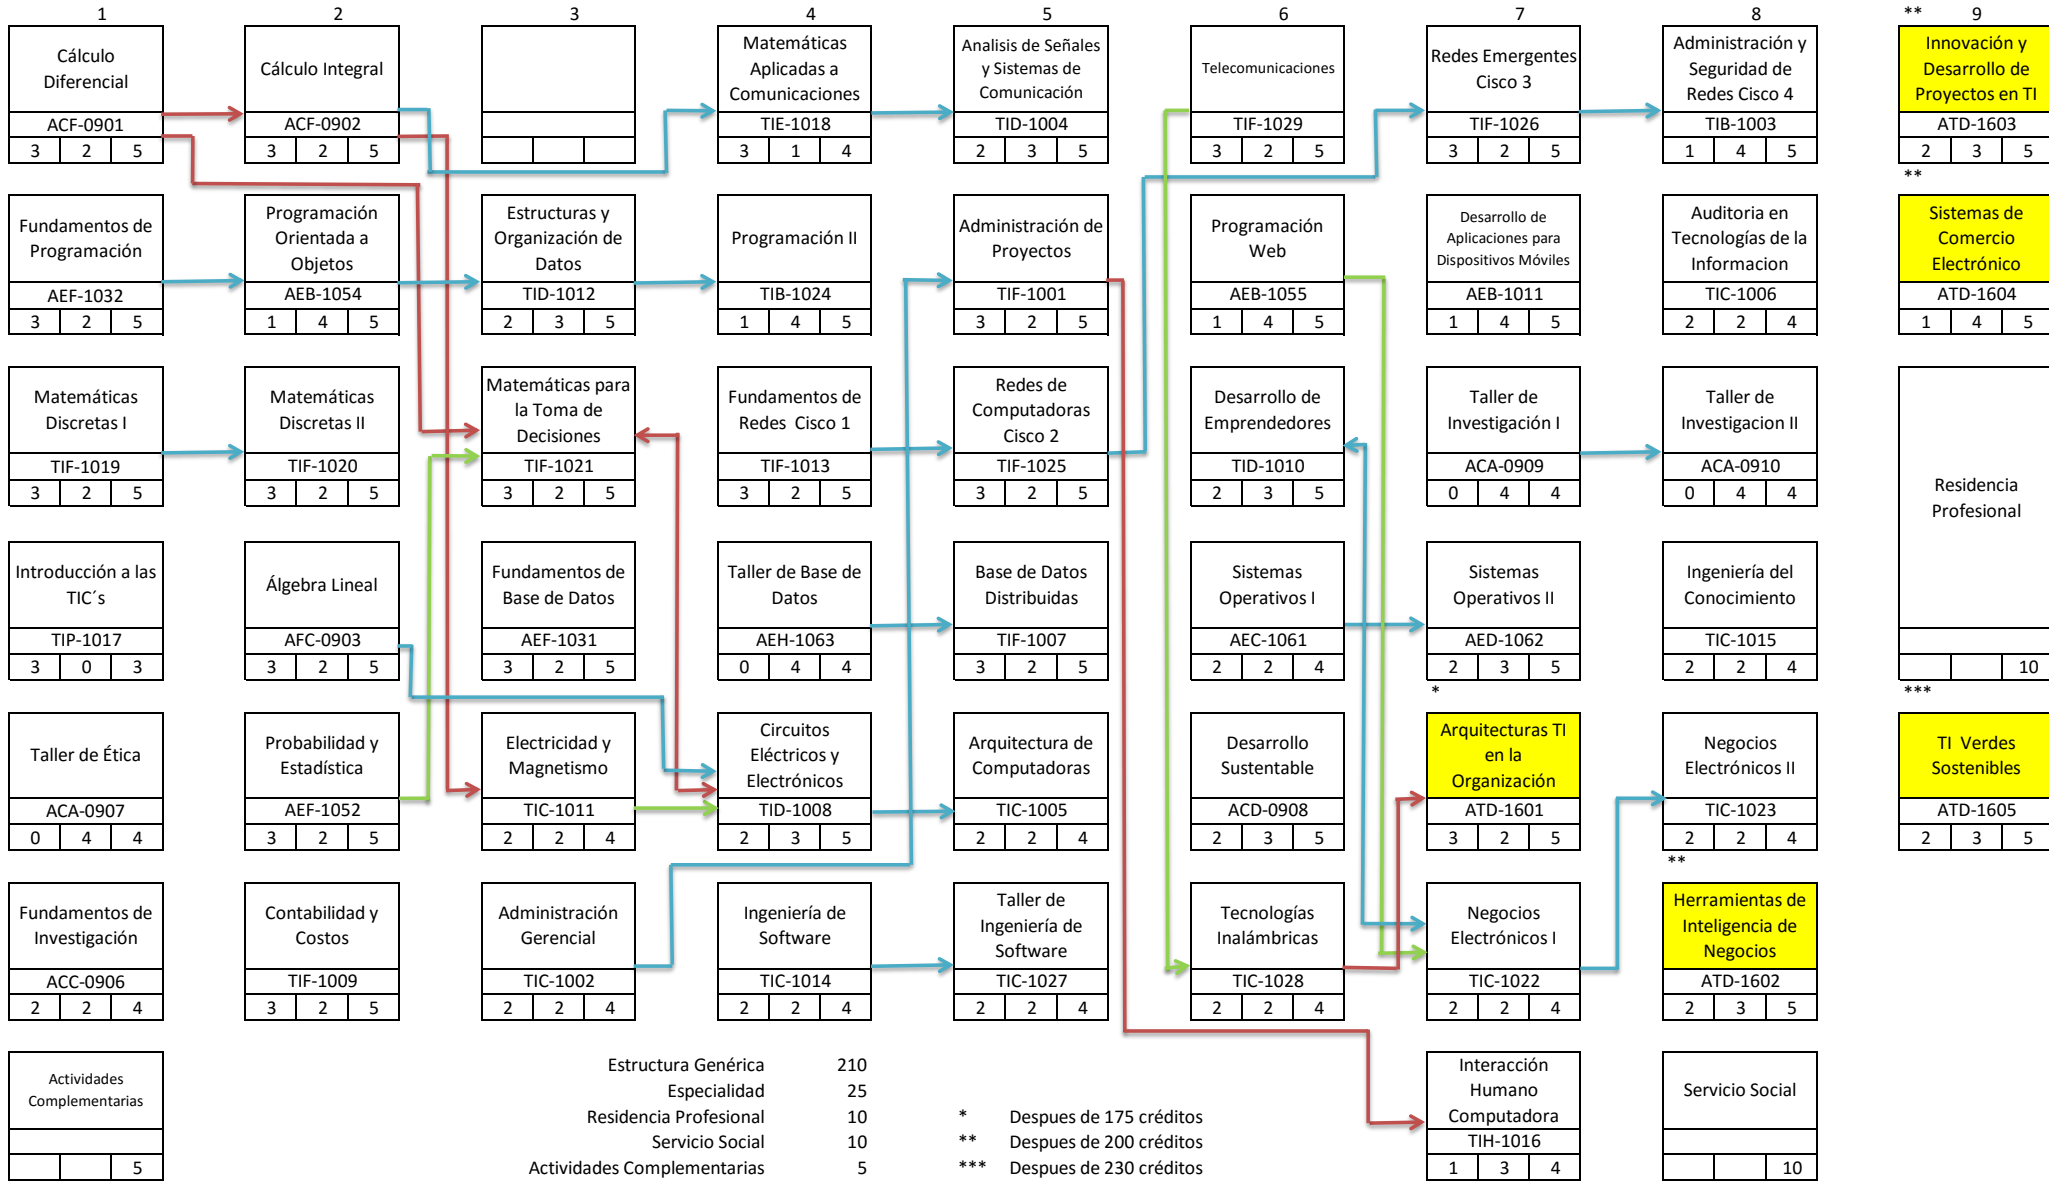 1 2 3 4 5 6 7 8 ** 9
Cálculo
Diferencial
ACF-0901
3 2 5
Cálculo Integral
ACF-0902
3 2 5
Matemáticas
Aplicadas a
Comunicaciones
TIE-1018
3 1 4
Analisis de Señales
y Sistemas de
Comunicación
TID-1004
2 3 5
Telecomunicaciones
TIF-1029
3 2 5
Redes Emergentes
Cisco 3
TIF-1026
3 2 5
Administración y
Seguridad de
Redes Cisco 4
TIB-1003
1 4 5
Innovación y
Desarrollo de
Proyectos en TI
ATD-1603
2 3 5
Fundamentos de
Programación
AEF-1032
3 2 5
Programación
Orientada a
Objetos
AEB-1054
1 4 5
Estructuras y
Organización de
Datos
TID-1012
2 3 5
Programación II
TIB-1024
1 4 5
Administración de
Proyectos
TIF-1001
3 2 5
Programación
Web
AEB-1055
1 4 5
Desarrollo de
Aplicaciones para
Dispositivos Móviles
AEB-1011
1 4 5
Auditoria en
Tecnologías de la
Informacion
TIC-1006
2 2 4
**
Sistemas de
Comercio
Electrónico
ATD-1604
1 4 5
Matemáticas
Discretas I
TIF-1019
3 2 5
Matemáticas
Discretas II
TIF-1020
3 2 5
Matemáticas para
la Toma de
Decisiones
TIF-1021
3 2 5
Fundamentos de
Redes Cisco 1
TIF-1013
3 2 5
Redes de
Computadoras
Cisco 2
TIF-1025
3 2 5
Desarrollo de
Emprendedores
TID-1010
2 3 5
Taller de
Investigación I
ACA-0909
0 4 4
Taller de
Investigacion II
ACA-0910
0 4 4
Residencia
Profesional
10
Introducción a las
TIC´s
TIP-1017
3 0 3
Álgebra Lineal
AFC-0903
3 2 5
Fundamentos de
Base de Datos
AEF-1031
3 2 5
Taller de Base de
Datos
AEH-1063
0 4 4
Base de Datos
Distribuidas
TIF-1007
3 2 5
Sistemas
Operativos I
AEC-1061
2 2 4
Sistemas
Operativos II
AED-1062
2 3 5
Ingeniería del
Conocimiento
TIC-1015
2 2 4
Taller de Ética
ACA-0907
0 4 4
Probabilidad y
Estadística
AEF-1052
3 2 5
Electricidad y
Magnetismo
TIC-1011
2 2 4
Circuitos
Eléctricos y
Electrónicos
TID-1008
2 3 5
Arquitectura de
Computadoras
TIC-1005
2 2 4
Desarrollo
Sustentable
ACD-0908
2 3 5
*
Arquitecturas TI
en la
Organización
ATD-1601
3 2 5
Negocios
Electrónicos II
TIC-1023
2 2 4
***
TI Verdes
Sostenibles
ATD-1605
2 3 5
Fundamentos de
Investigación
ACC-0906
2 2 4
Contabilidad y
Costos
TIF-1009
3 2 5
Administración
Gerencial
TIC-1002
2 2 4
Ingeniería de
Software
TIC-1014
2 2 4
Taller de
Ingeniería de
Software
TIC-1027
2 2 4
Tecnologías
Inalámbricas
TIC-1028
2 2 4
Negocios
Electrónicos I
TIC-1022
2 2 4
**
Herramientas de
Inteligencia de
Negocios
ATD-1602
2 3 5
Actividades
Complementarias
5
Estructura Genérica 210
Especialidad 25
Residencia Profesional 10
Servicio Social 10
Actividades Complementarias 5
* Despues de 175 créditos
** Despues de 200 créditos
*** Despues de 230 créditos
Interacción
Humano
Computadora
TIH-1016
1 3 4
Servicio Social
10